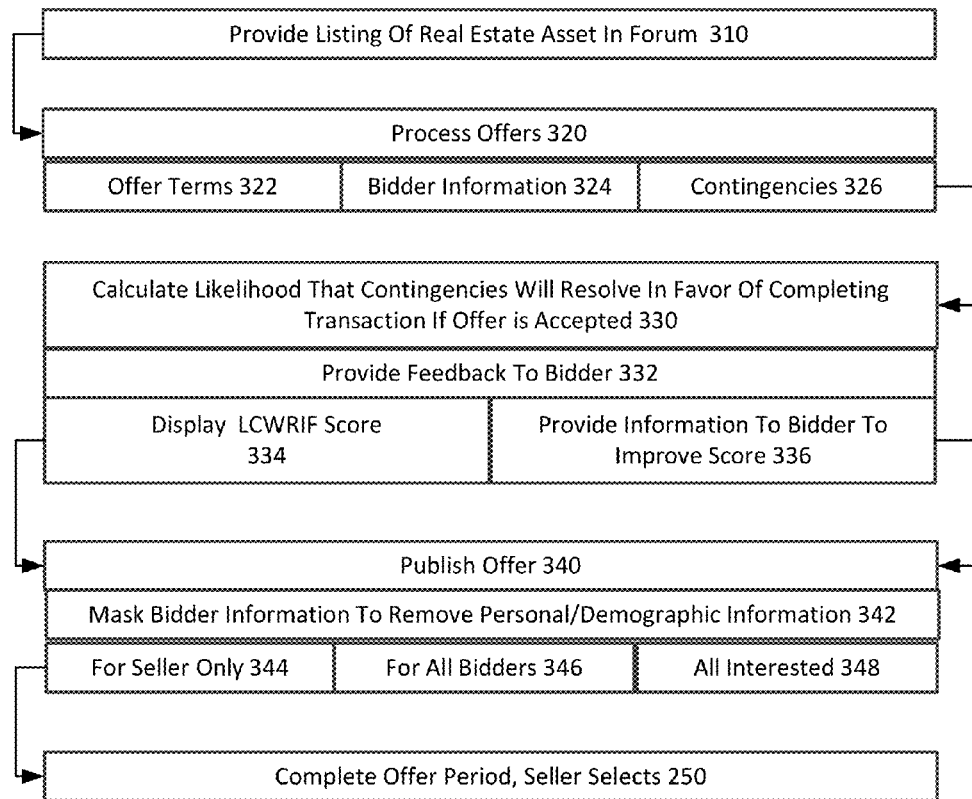 Provide Listing Of Real Estate Asset In Forum 310
Process Offers 320
Offer Terms 322
Bidder Information 324
Contingencies 326
Calculate Likelihood That Contingencies Will Resolve In Favor Of Completing
Transaction If Offer is Accepted 330
Provide Feedback To Bidder 332
Display LCWRIF Score
334
Provide Information To Bidder To
Improve Score 336
Publish Offer 340
Mask Bidder Information To Remove Personal/Demographic Information 342
For Seller Only 344
For All Bidders 346
All Interested 348
Complete Offer Period, Seller Selects 250